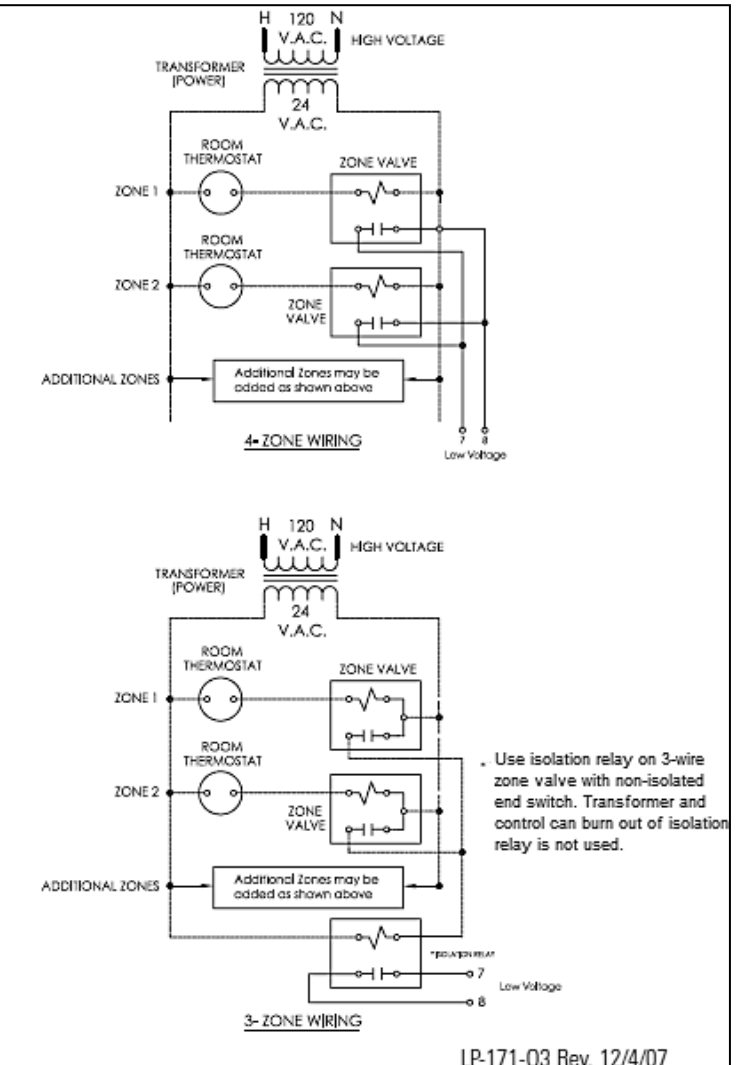 H 120 N
V.A.C. HIGH VOLTAGE
TRANSFORMER
(POWER)
24
V.A.C.
ROOM
THERMOSTAT
ZONE VALVE
ZONE 1
ROOM
THERMOSTAT
ZONE 2
ZONE
VALVE
ADDITIONAL ZONES
Additional Zones may be
added as shown above
4- ZONE WIRING
7 8
Low Voltage
H 120 N
V.A.C. HIGH VOLTAGE
TRANSFORMER
(POWER)
24
V.A.C.
ROOM
THERMOSTAT
ZONE VALVE
ZONE 1
ROOM
THERMOSTAT
ZONE 2
ZONE
VALVE
. Use isolation relay on 3-wire
zone valve with non-isolated
end switch. Transformer and
control can burn out of isolation
relay is not used.
ADDITIONAL ZONES
Additional Zones may be
added as shown above
*ISOLATION RELAY
7
Low Voltage
8
3- ZONE WIRING
LP-171-03 Rev. 12/4/07